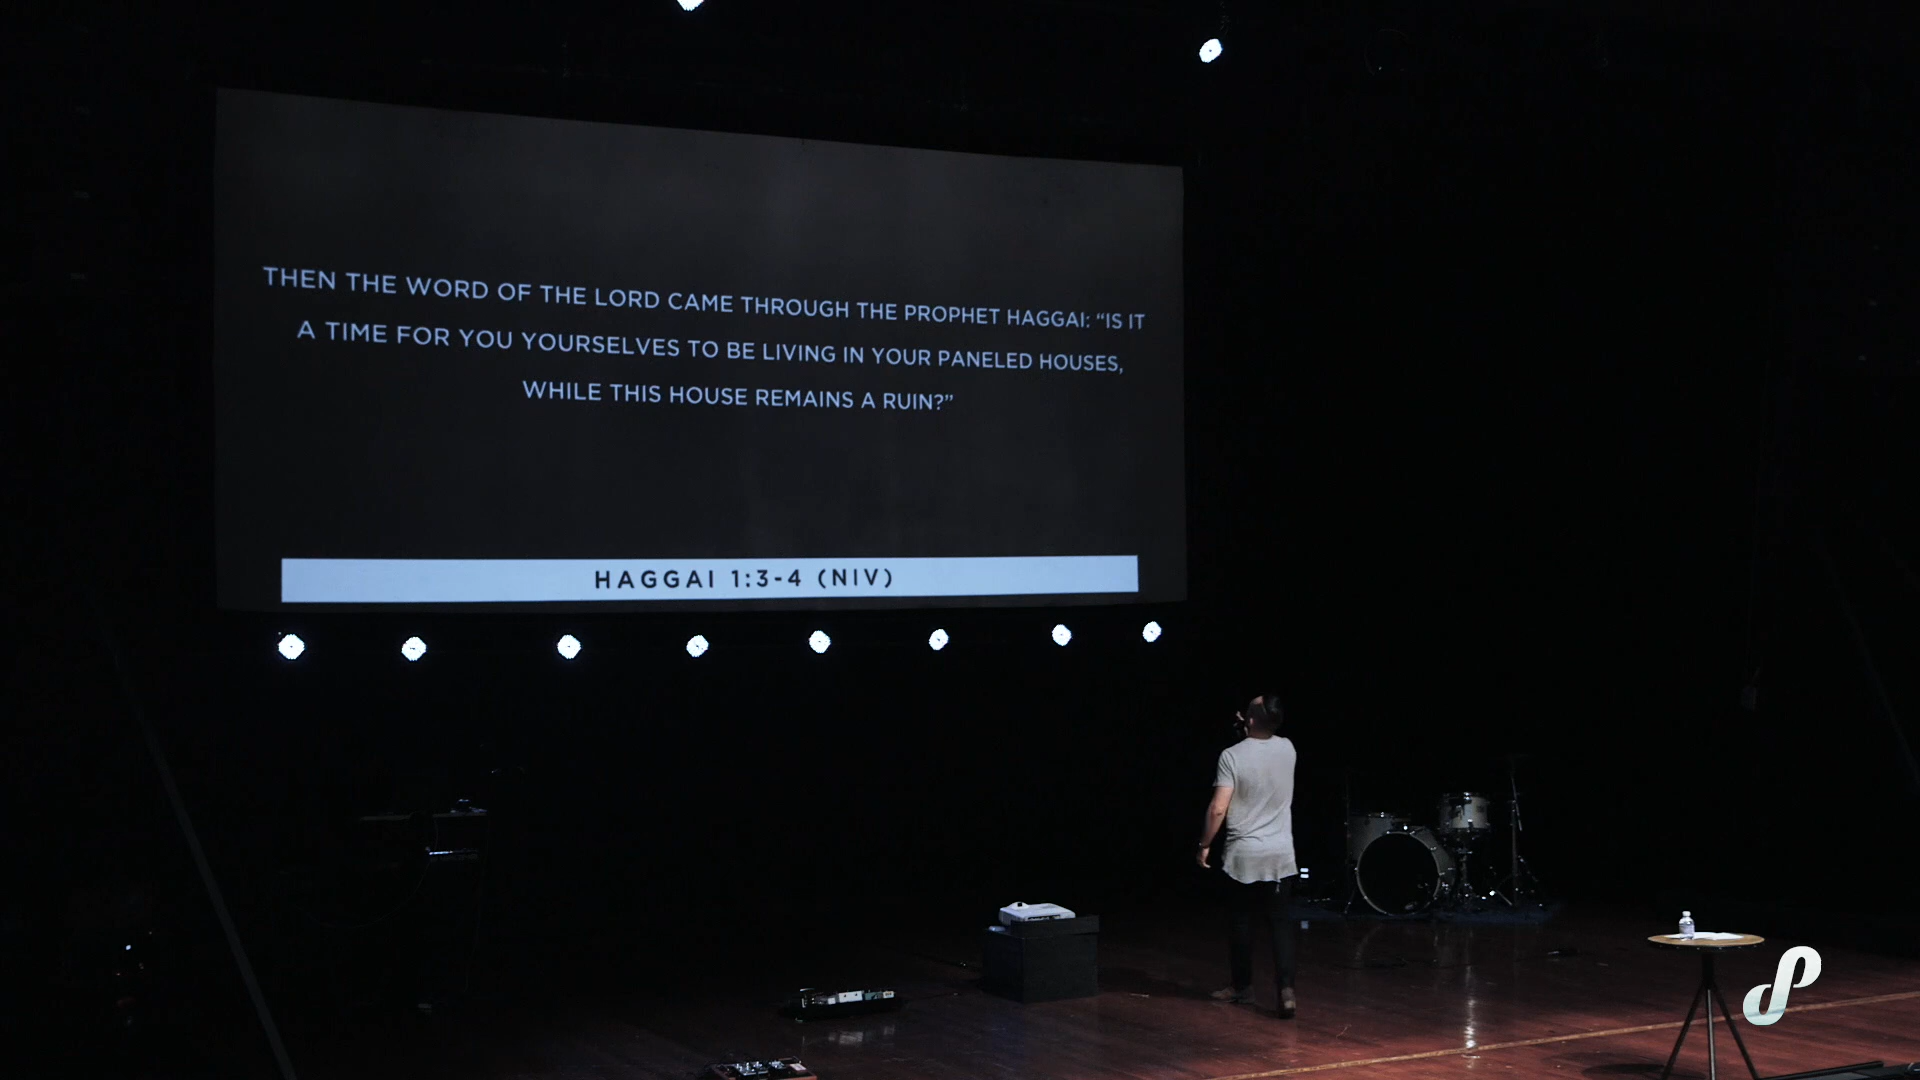 THEN THE WORD OF THE LORD CAME THROUGH THE PROPHET HAGGAI: “IS IT
A TIME FOR YOU YOURSELVES TO BE LIVING IN YOUR PANELED HOUSES,
WHILE THIS HOUSE REMAINS A RUIN?”
HAGGAI 1:3-4 (NIV)